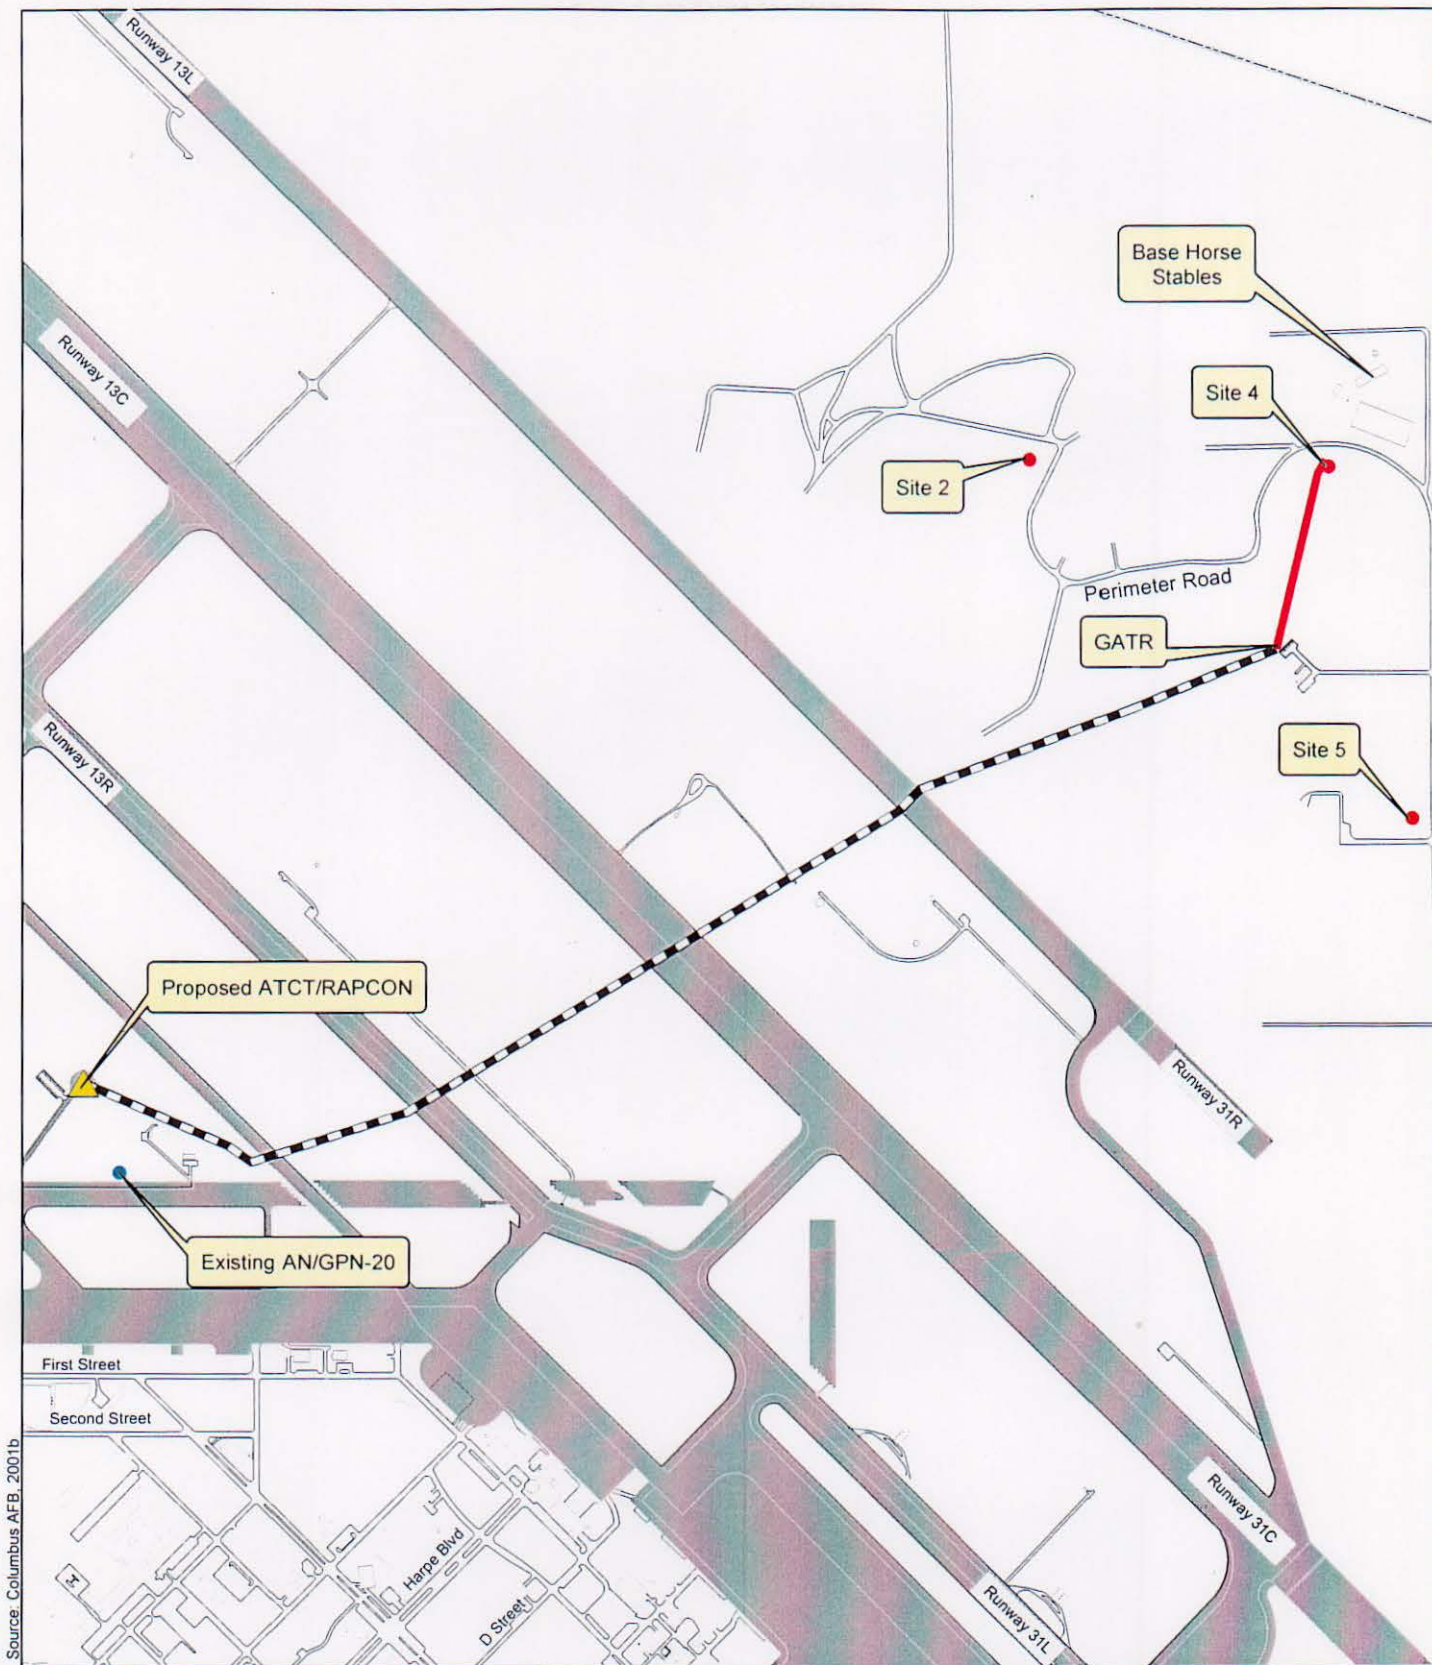 Runway 13L
Base Horse
Stables
Runway 13C
Site 4
Site 2
Perimeter Road
GATR
Runway 13R
Site 5
Proposed ATCT/RAPCON
Runway 31R
Existing AN/GPN-20
First Street
Second Street
Runway 31C
Harpe Blvd
D Street
Runway 31L
Source: Columbus AFB, 2001b